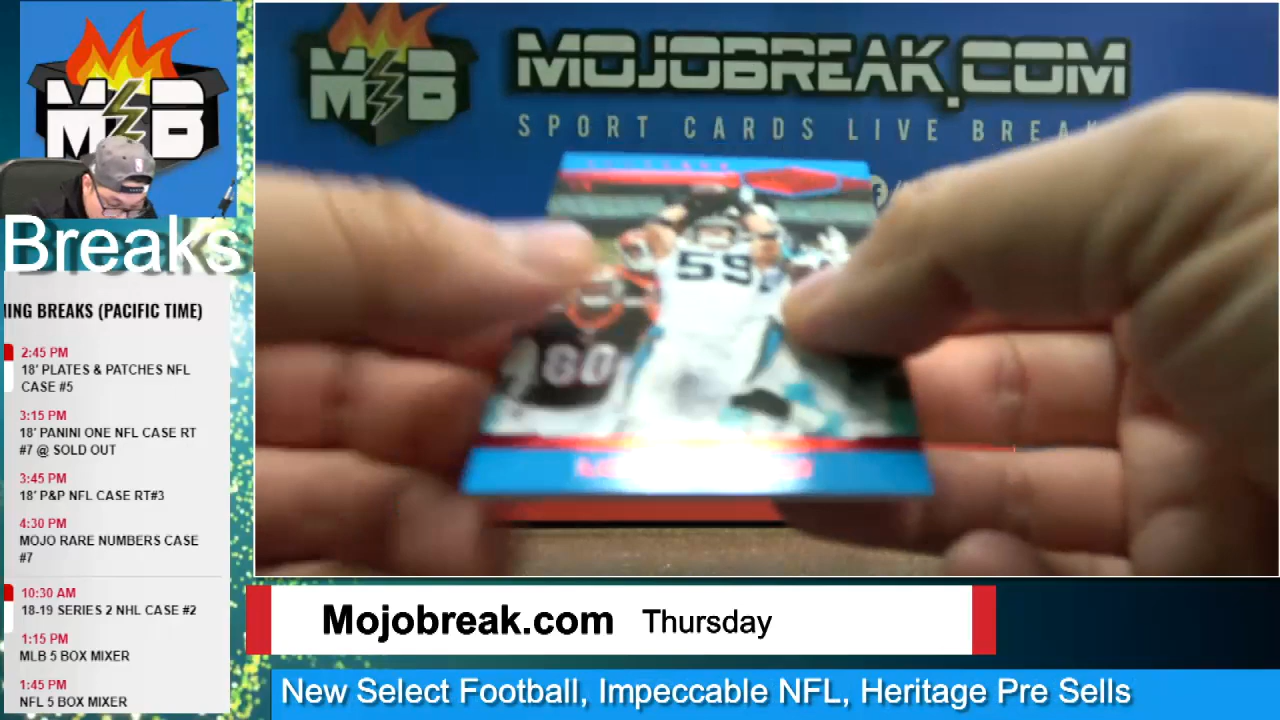 M B
MOJOBREAK.COM
SPORT CARDS LIVE BREAK
M B
59
80
Breaks
ING BREAKS (PACIFIC TIME)
2:45 PM
18' PLATES & PATCHES NFL
CASE #5
3:15 PM
18' PANINI ONE NFL CASE RT
#7 @ SOLD OUT
3:45 PM
18' P&P NFL CASE RT#3
4:30 PM
MOJO RARE NUMBERS CASE
#7
10:30 AM
18-19 SERIES 2 NHL CASE #2
1:15 PM
MLB 5 BOX MIXER
1:45 PM
NFL 5 BOX MIXER
Mojobreak.com Thursday
New Select Football, Impeccable NFL, Heritage Pre Sells